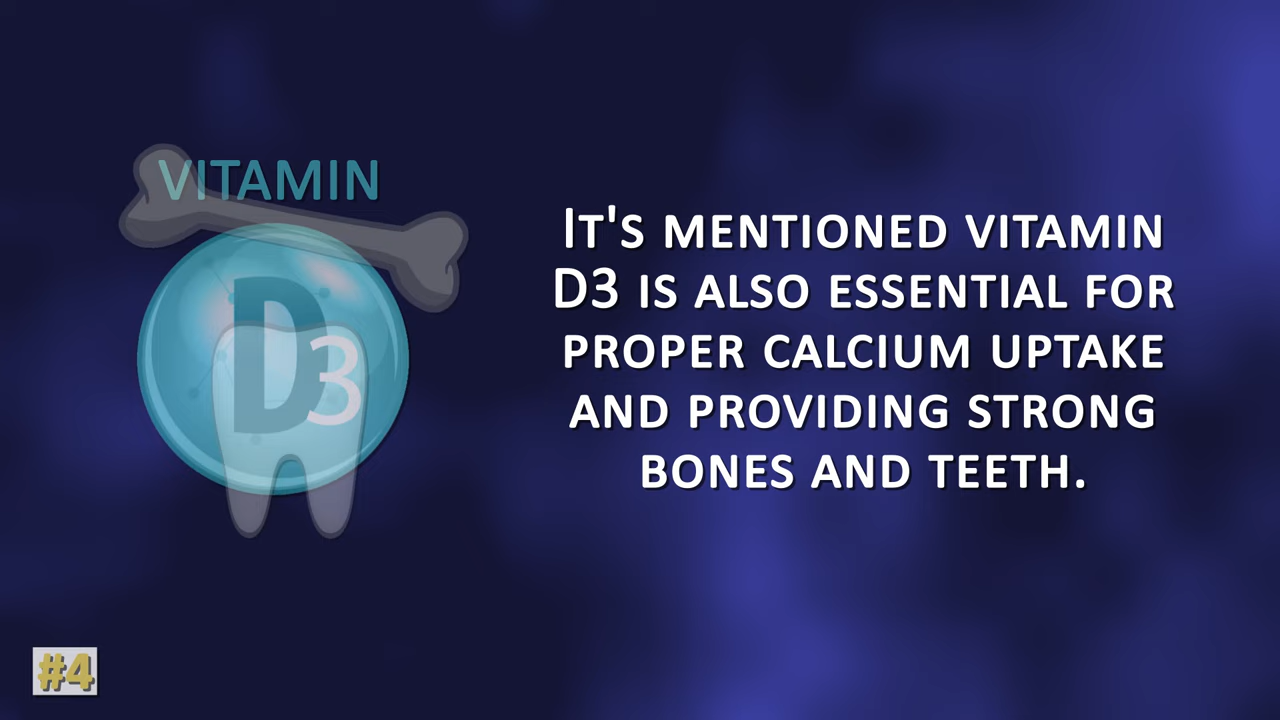 VITAMIN
D3
It's mentioned vitamin
D3 is also essential for
proper calcium uptake
and providing strong
bones and teeth.
#4